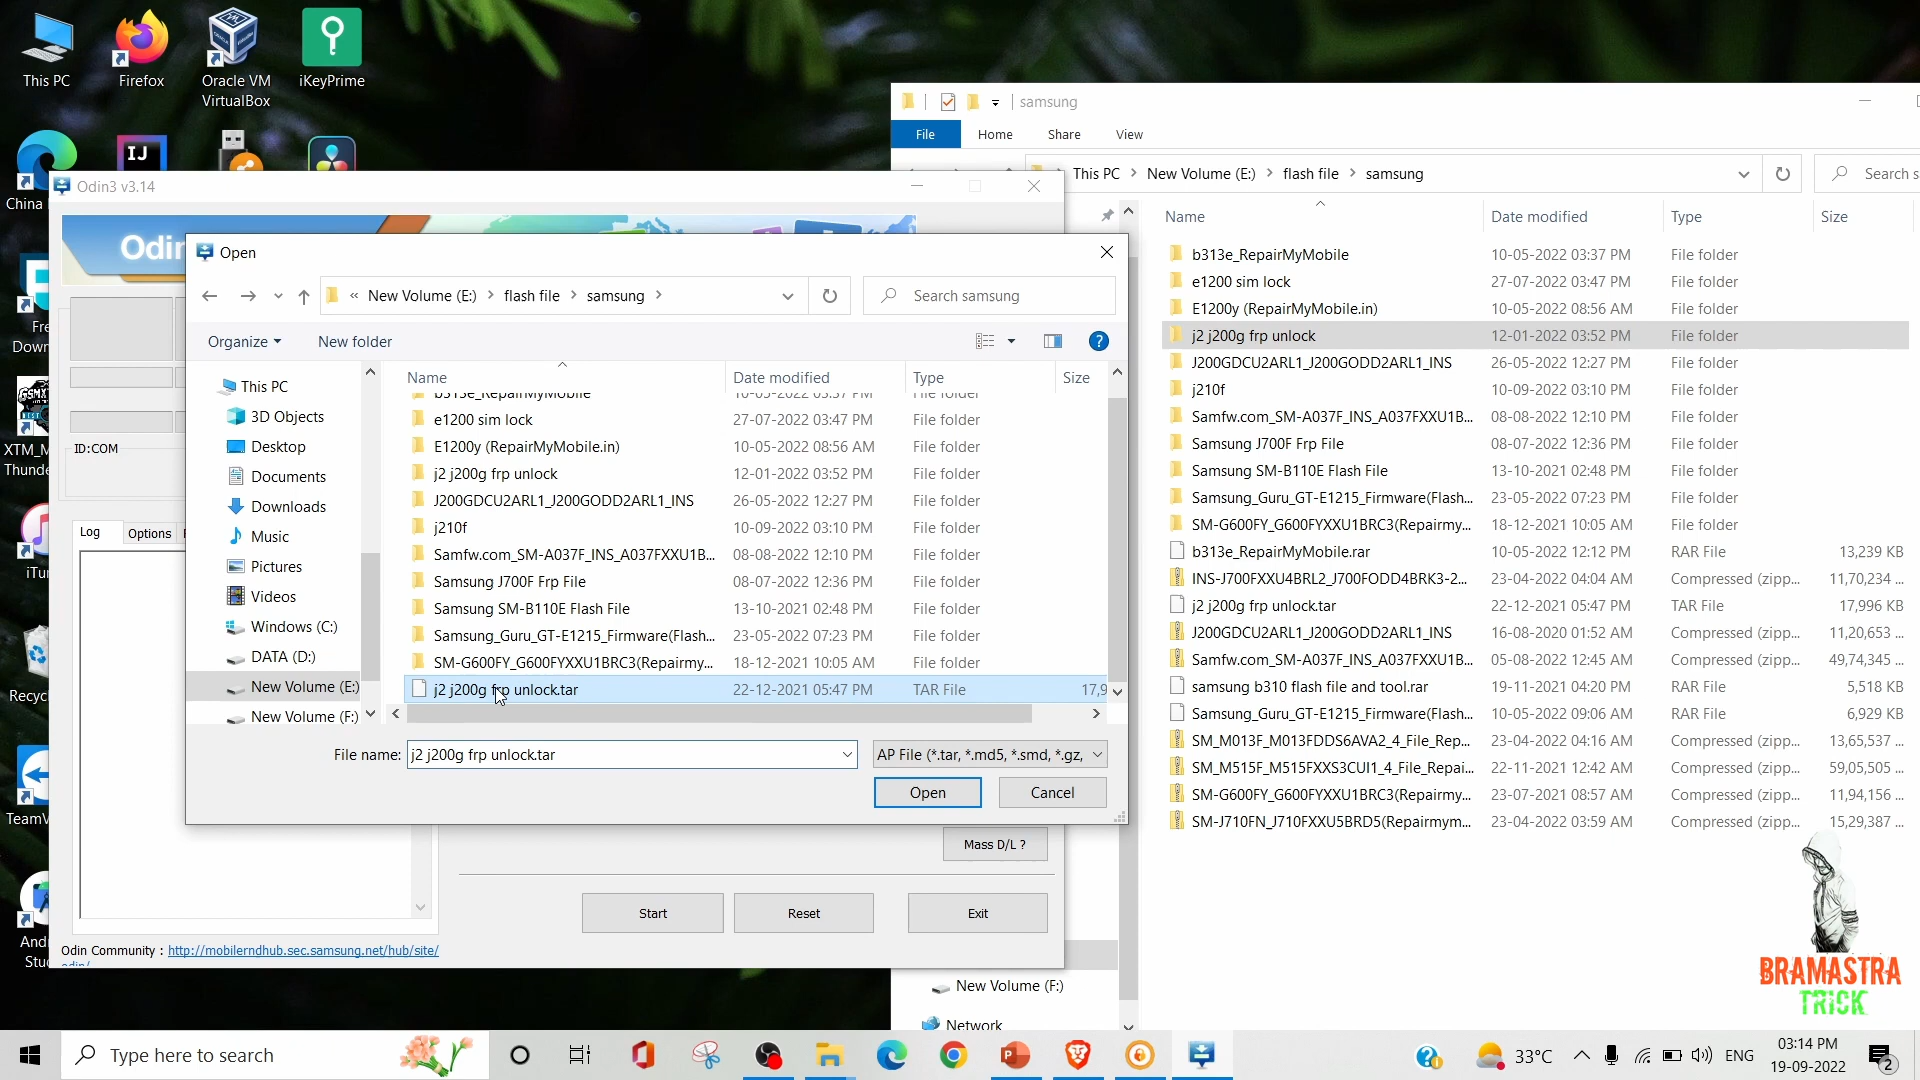 This PC
Firefox
Oracle VM
VirtualBox
iKeyPrime
China
Odin3 v3.14
samsung
File
Home
Share
View
This PC > New Volume (E:) > flash file > samsung
Search s
Odin
Name
Date modified
Type
Size
b313e_RepairMyMobile 10-05-2022 03:37 PM File folder
e1200 sim lock 27-07-2022 03:47 PM File folder
E1200y (RepairMyMobile.in) 10-05-2022 08:56 AM File folder
j2 j200g frp unlock 12-01-2022 03:52 PM File folder
J200GDCU2ARL1_J200GODD2ARL1_INS 26-05-2022 12:27 PM File folder
j210f 10-09-2022 03:10 PM File folder
Samfw.com_SM-A037F_INS_A037FXXU1B... 08-08-2022 12:10 PM File folder
Samsung J700F Frp File 08-07-2022 12:36 PM File folder
Samsung SM-B110E Flash File 13-10-2021 02:48 PM File folder
Samsung_Guru_GT-E1215_Firmware(Flash... 23-05-2022 07:23 PM File folder
SM-G600FY_G600FYXXU1BRC3(Repairmy... 18-12-2021 10:05 AM File folder
b313e_RepairMyMobile.rar 10-05-2022 12:12 PM RAR File 13,239 KB
INS-J700FXXU4BRL2_J700FODD4BRK3-2... 23-04-2022 04:04 AM Compressed (zipp... 11,70,234 ...
j2 j200g frp unlock.tar 22-12-2021 05:47 PM TAR File 17,996 KB
J200GDCU2ARL1_J200GODD2ARL1_INS 16-08-2020 01:52 AM Compressed (zipp... 11,20,653 ...
Samfw.com_SM-A037F_INS_A037FXXU1B... 05-08-2022 12:45 AM Compressed (zipp... 49,74,345 ...
samsung b310 flash file and tool.rar 19-11-2021 04:20 PM RAR File 5,518 KB
Samsung_Guru_GT-E1215_Firmware(Flash... 10-05-2022 09:06 AM RAR File 6,929 KB
SM_M013F_M013FDDS6AVA2_4_File_Rep... 23-04-2022 04:16 AM Compressed (zipp... 13,65,537 ...
SM_M515F_M515FXXS3CUI1_4_File_Repai... 22-11-2021 12:42 AM Compressed (zipp... 59,05,505 ...
SM-G600FY_G600FYXXU1BRC3(Repairmy... 23-07-2021 08:57 AM Compressed (zipp... 11,94,156 ...
SM-J710FN_J710FXXU5BRD5(Repairmym... 23-04-2022 03:59 AM Compressed (zipp... 15,29,387 ...
Open
« New Volume (E:) > flash file > samsung >
Search samsung
Organize
New folder
This PC
3D Objects
Desktop
Documents
Downloads
Music
Pictures
Videos
Windows (C:)
DATA (D:)
New Volume (E:)
New Volume (F:)
Name
Date modified
Type
Size
b313e_RepairMyMobile 10-05-2022 03:37 PM File folder
e1200 sim lock 27-07-2022 03:47 PM File folder
E1200y (RepairMyMobile.in) 10-05-2022 08:56 AM File folder
j2 j200g frp unlock 12-01-2022 03:52 PM File folder
J200GDCU2ARL1_J200GODD2ARL1_INS 26-05-2022 12:27 PM File folder
j210f 10-09-2022 03:10 PM File folder
Samfw.com_SM-A037F_INS_A037FXXU1B... 08-08-2022 12:10 PM File folder
Samsung J700F Frp File 08-07-2022 12:36 PM File folder
Samsung SM-B110E Flash File 13-10-2021 02:48 PM File folder
Samsung_Guru_GT-E1215_Firmware(Flash... 23-05-2022 07:23 PM File folder
SM-G600FY_G600FYXXU1BRC3(Repairmy... 18-12-2021 10:05 AM File folder
j2 j200g frp unlock.tar 22-12-2021 05:47 PM TAR File 17,9
File name: j2 j200g frp unlock.tar
AP File (*.tar, *.md5, *.smd, *.gz,
Open
Cancel
ID:COM
Log
Options
Mass D/L ?
Start
Reset
Exit
Odin Community : http://mobilerndhub.sec.samsung.net/hub/site/
odin/
New Volume (F:)
Network
IJ
Fre
Down
XTM_M
Thunde
iTu
Recyc
TeamV
And
Stu
BRAMASTRA
TRICK
Type here to search
33°C
ENG
03:14 PM
19-09-2022
2